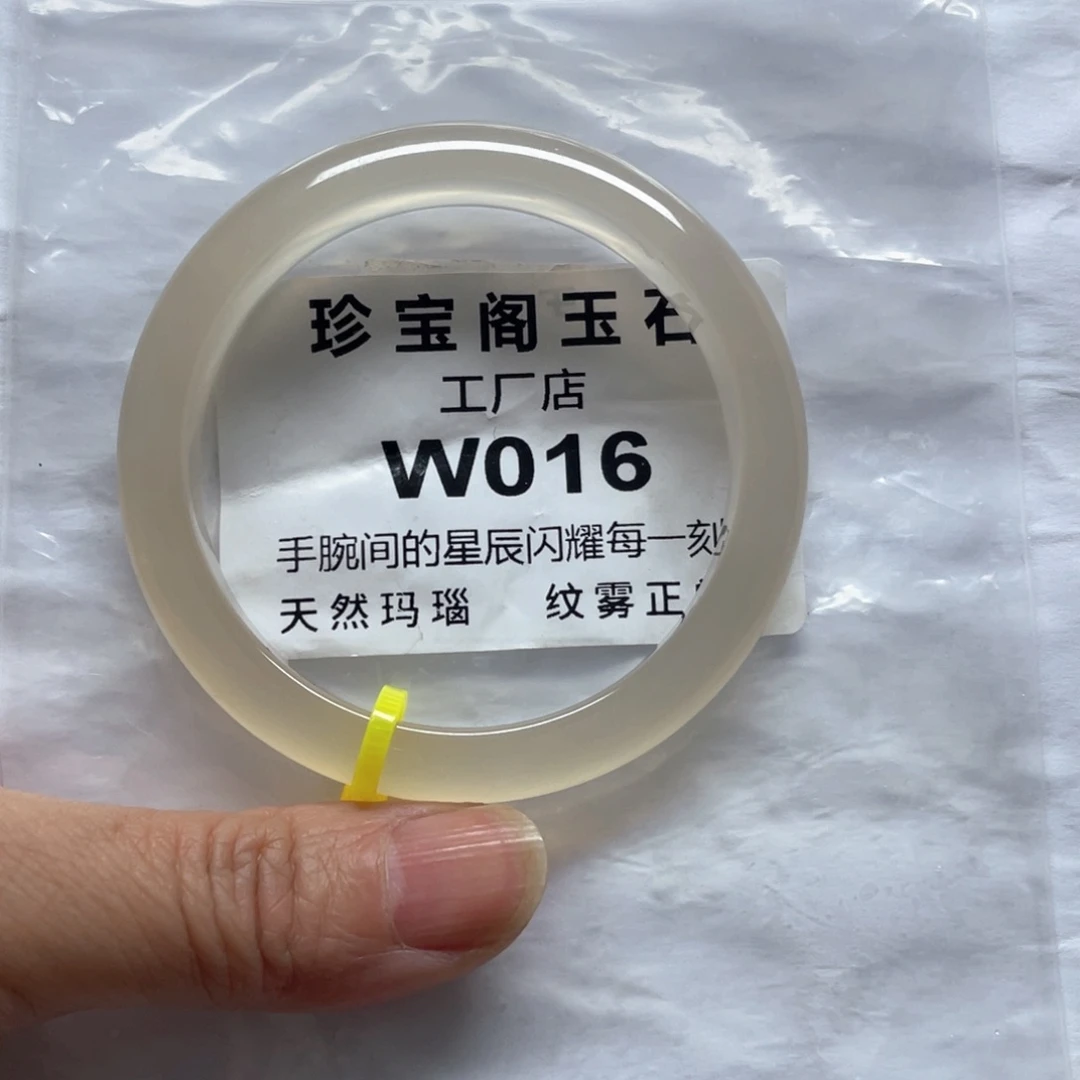 珍宝阁玉石
工厂店
W016
手腕间的星辰闪耀每一刻
天然玛瑙 纹雾正